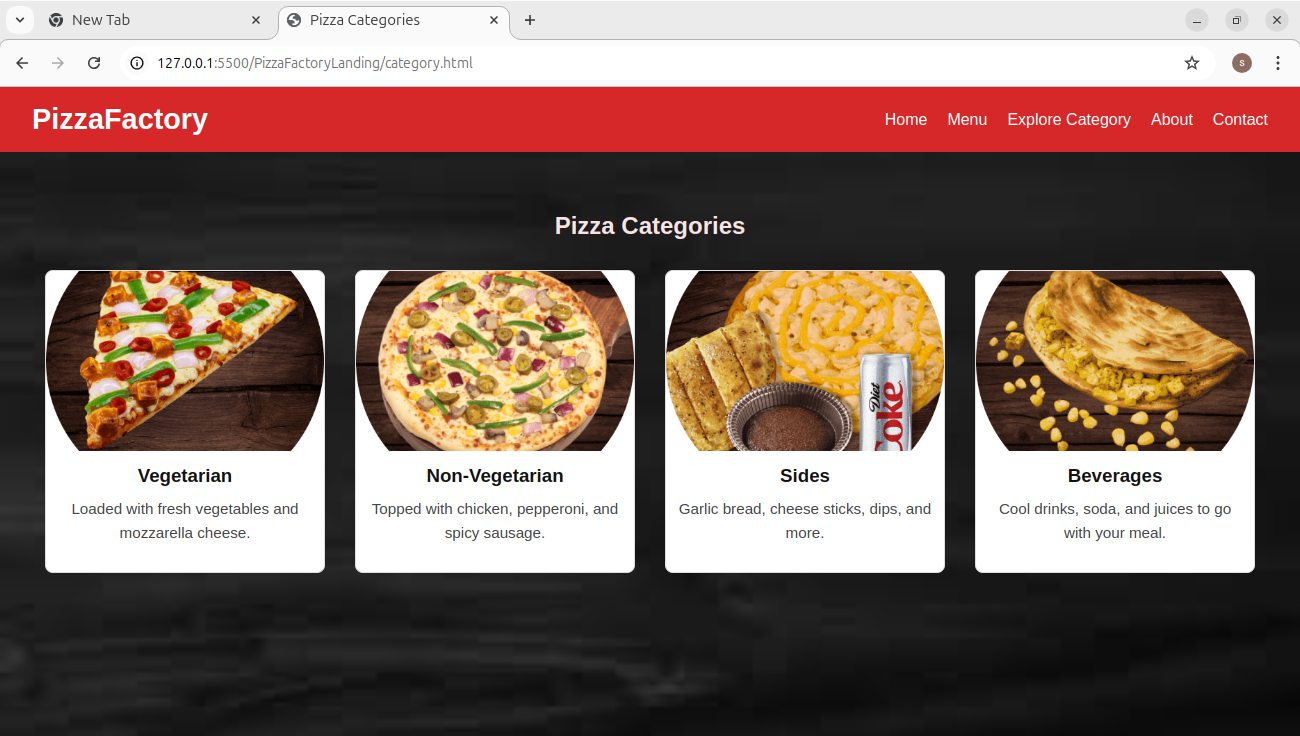 New Tab
Pizza Categories
127.0.0.1:5500/PizzaFactoryLanding/category.html
S
PizzaFactory
Home Menu Explore Category About Contact
Pizza Categories
Diet
Coke
Vegetarian
Loaded with fresh vegetables and
mozzarella cheese.
Non-Vegetarian
Topped with chicken, pepperoni, and
spicy sausage.
Sides
Garlic bread, cheese sticks, dips, and
more.
Beverages
Cool drinks, soda, and juices to go
with your meal.